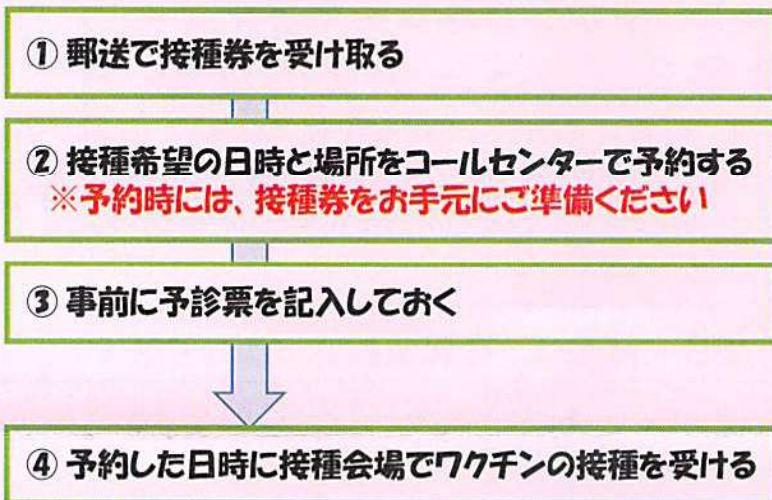 ① 郵送で接種券を受け取る
② 接種希望の日時と場所をコールセンターで予約する
※予約時には、接種券をお手元にご準備ください
③ 事前に予診票を記入しておく
④ 予約した日時に接種会場でワクチンの接種を受ける